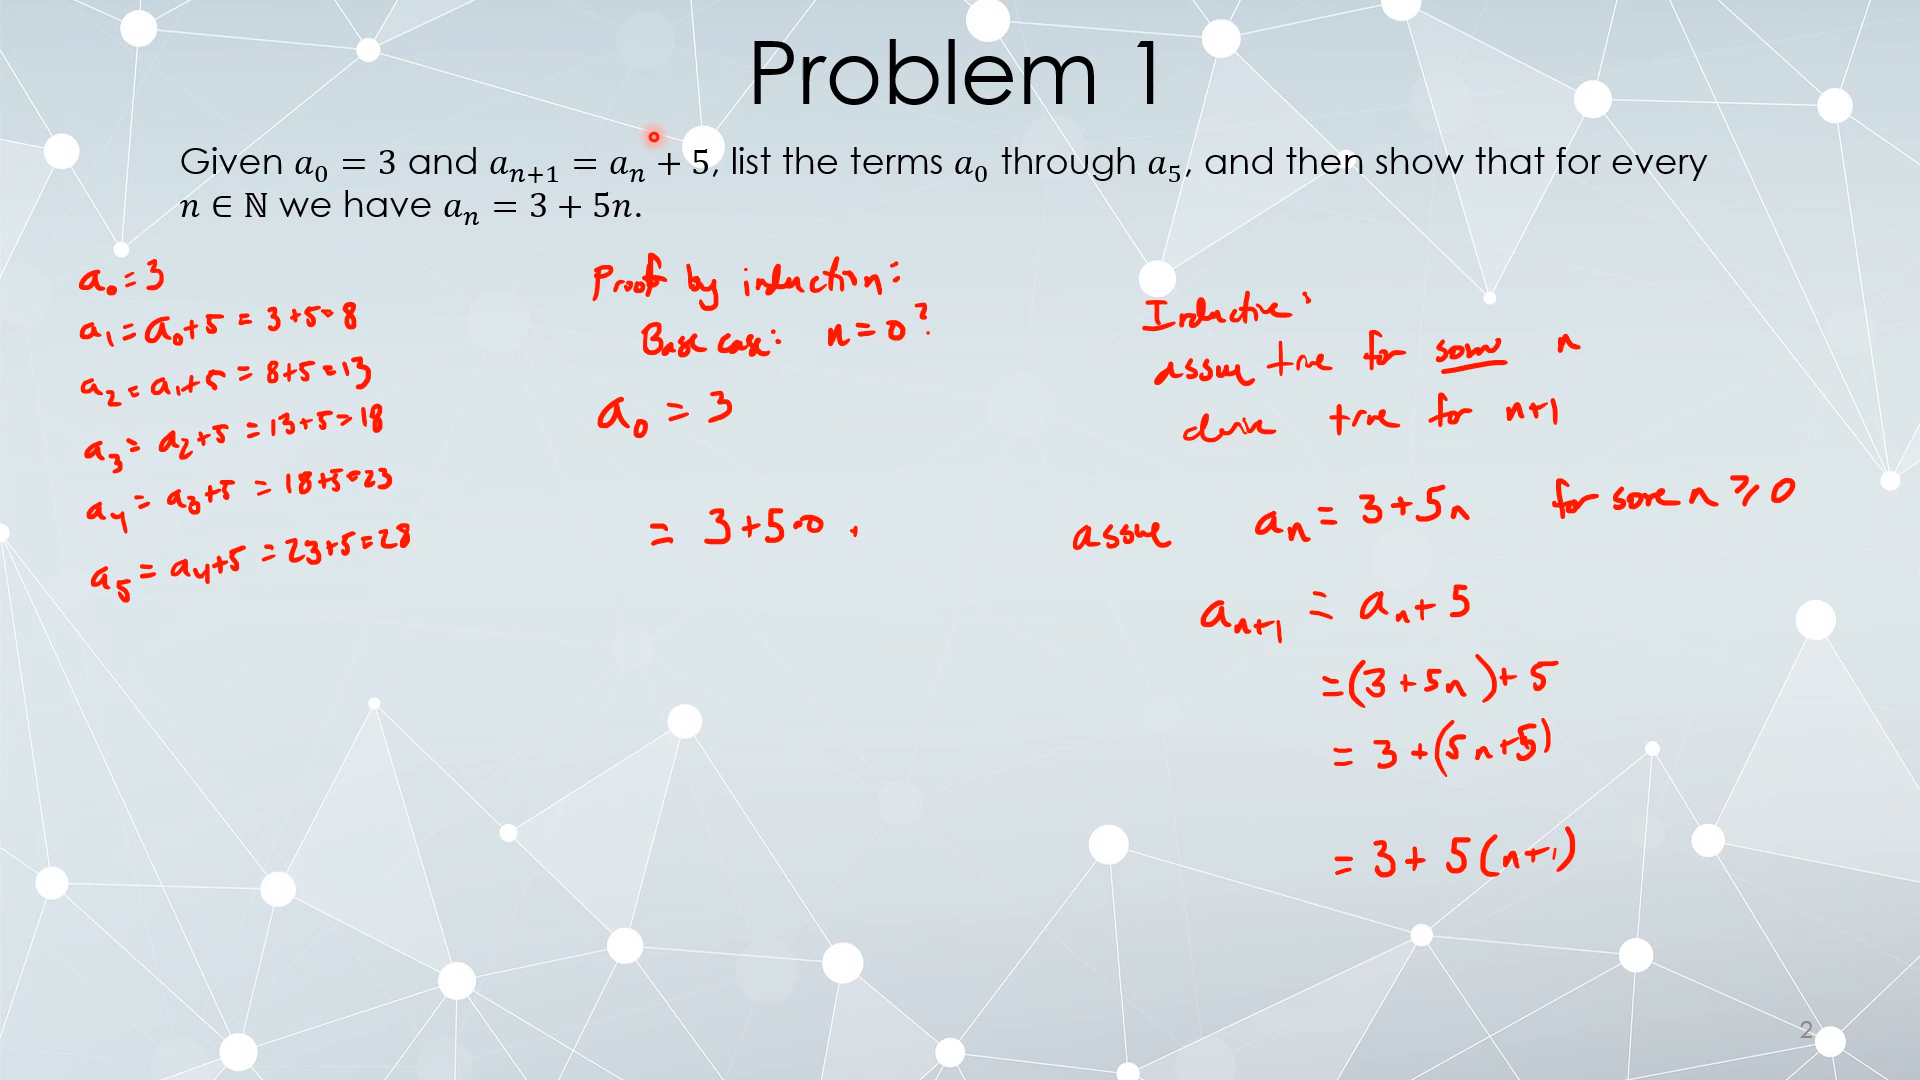 Problem 1
Given a₀ = 3 and aₙ₊₁ = aₙ + 5, list the terms a₀ through a₅, and then show that for every
n ∈ ℕ we have aₙ = 3 + 5n.
a₀ = 3
a₁ = a₀+5 = 3+5=8
a₂ = a₁+5 = 8+5=13
a₃ = a₂+5 = 13+5=18
a₄ = a₃+5 = 18+5=23
a₅ = a₄+5 = 23+5=28
Proof by induction:
Base case: n=0?
a₀ = 3
= 3+5·0.
Inductive:
assume true for some n
derive true for n+1
assume aₙ = 3+5n for some n ≥ 0
aₙ₊₁ = aₙ+5
=(3+5n)+5
= 3+(5n+5)
= 3+5(n+1)
2